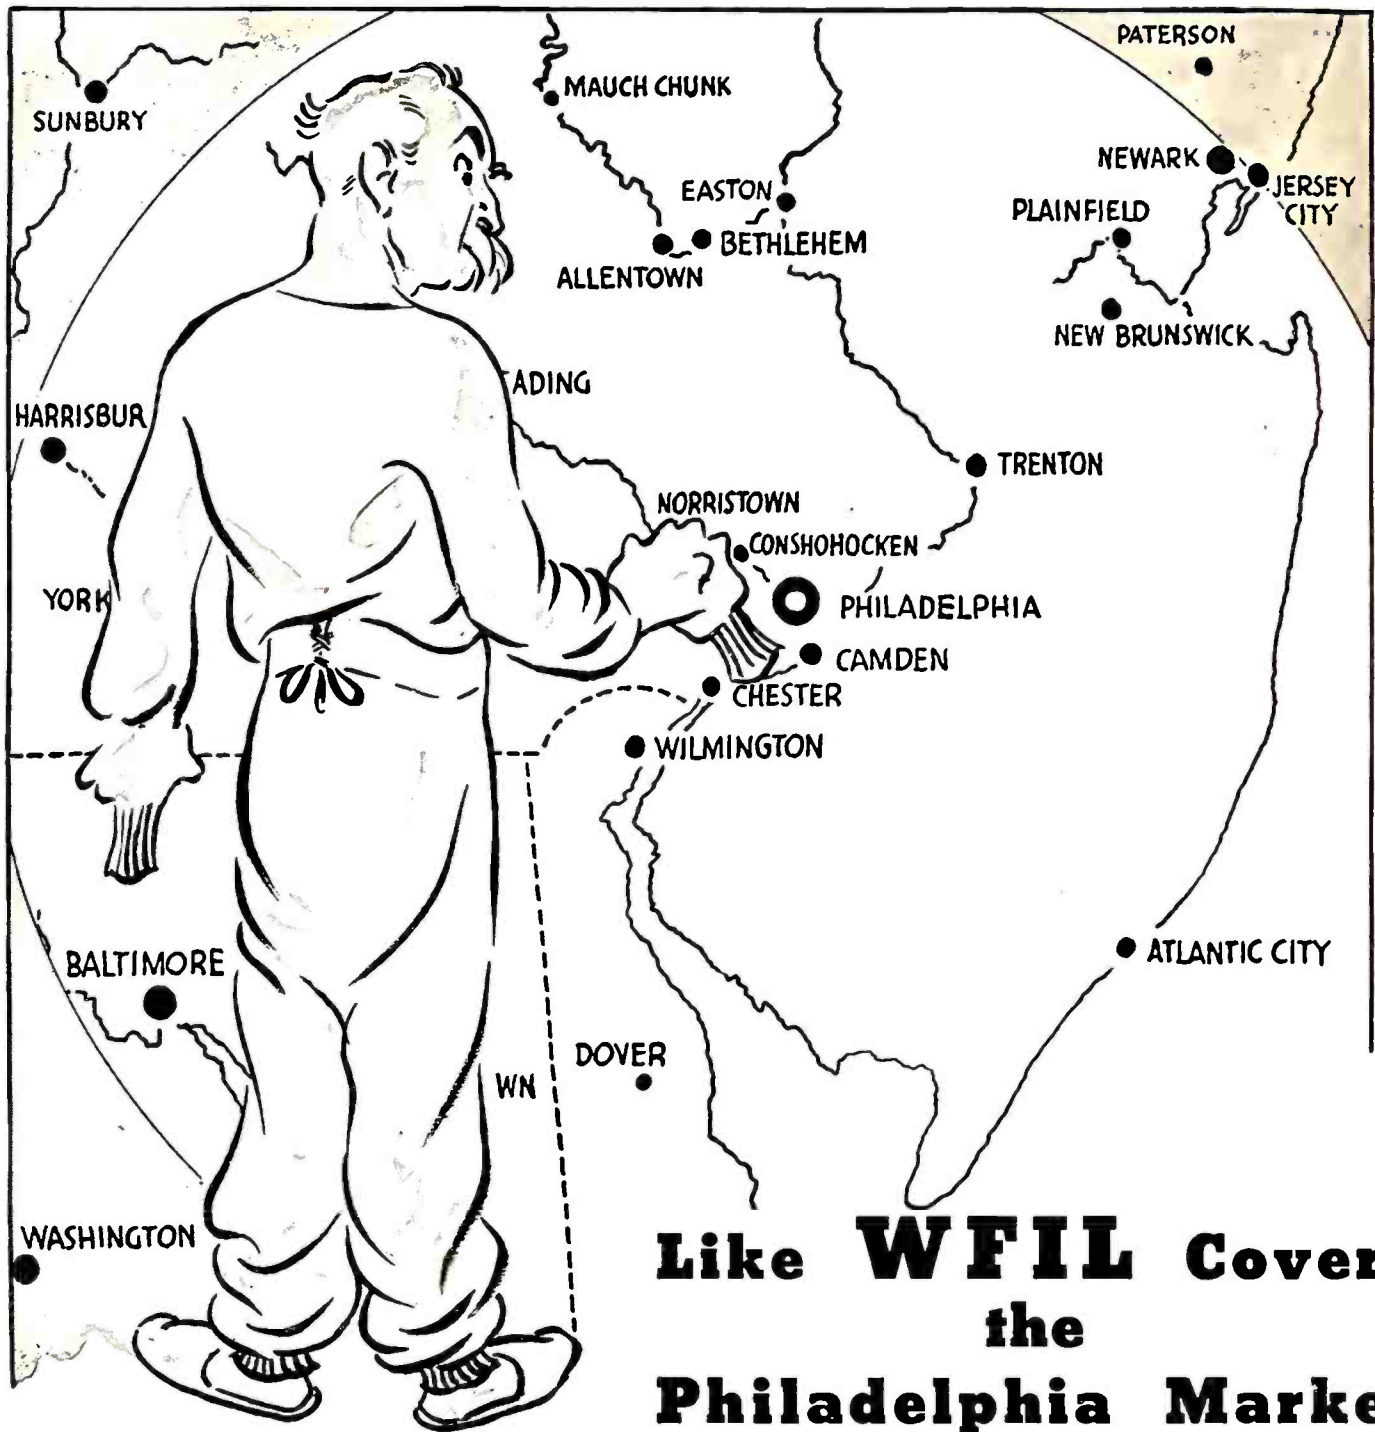 PATERSON
MAUCH CHUNK
SUNBURY
NEWARK
JERSEY
CITY
EASTON
PLAINFIELD
BETHLEHEM
ALLENTOWN
NEW BRUNSWICK
ADING
HARRISBUR
TRENTON
NORRISTOWN
CONSHOHOCKEN
YORK
PHILADELPHIA
CAMDEN
CHESTER
WILMINGTON
BALTIMORE
ATLANTIC CITY
DOVER
WN
WASHINGTON
Like WFIL Cover
the
Philadelphia Marke